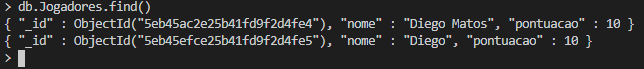 > db.Jogadores.find()
{ "_id" : ObjectId("5eb45ac2e25b41fd9f2d4fe4"), "nome" : "Diego Matos", "pontuacao" : 10 }
{ "_id" : ObjectId("5eb45efce25b41fd9f2d4fe5"), "nome" : "Diego", "pontuacao" : 10 }
>